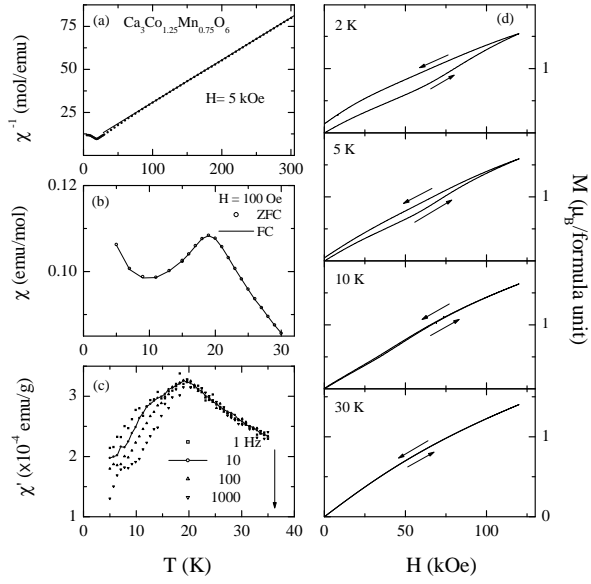 (a)
Ca₃Co₁.₂₅Mn₀.₇₅O₆
75
50
25
χ⁻¹ (mol/emu)
H= 5 kOe
0 100 200 300
(b)
H = 100 Oe
ZFC
FC
0.12
0.10
χ (emu/mol)
0 10 20 30
(c)
3
2
1
χ' (x10⁻⁴ emu/g)
1 Hz
10
100
1000
0 10 20 30 40
T (K)
(d)
2 K
1
5 K
1
10 K
1
30 K
1
0
M (μB/formula unit)
0 50 100
H (kOe)